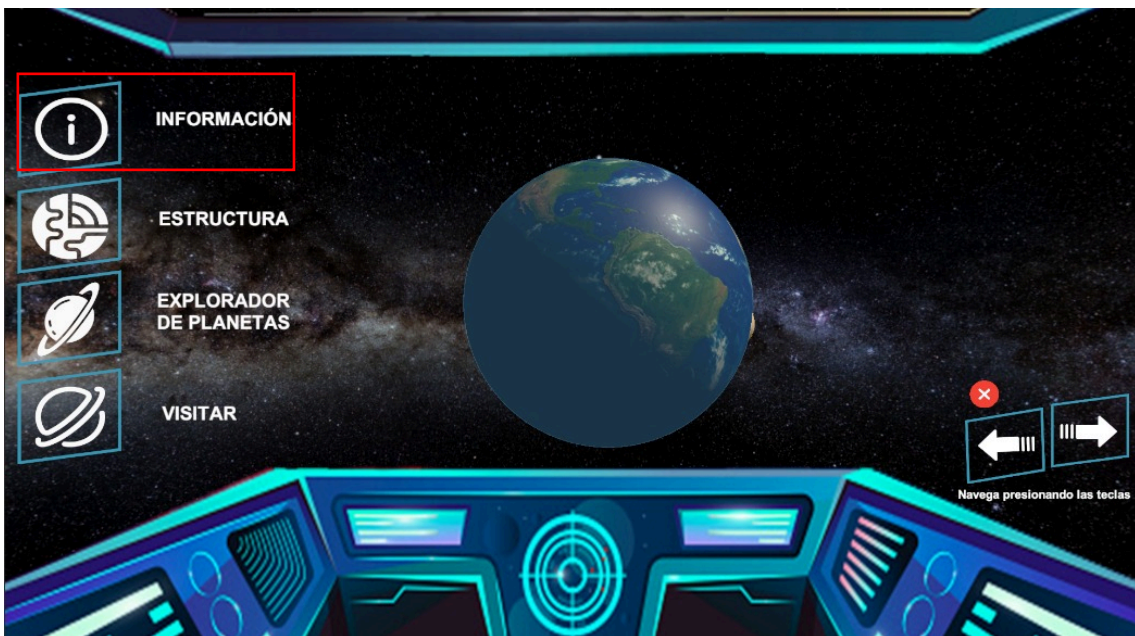 INFORMACIÓN
ESTRUCTURA
EXPLORADOR
DE PLANETAS
VISITAR
Navega presionando las teclas